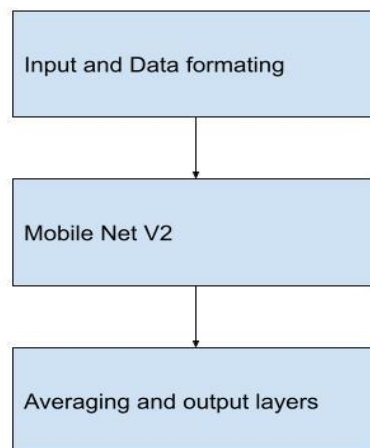 Input and Data formating
Mobile Net V2
Averaging and output layers